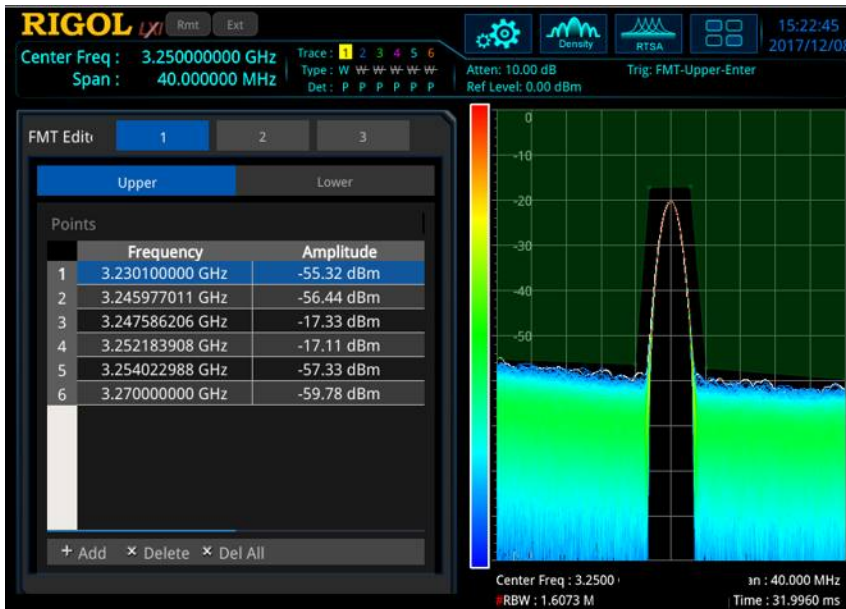 RIGOL LXI Rmt Ext
Center Freq : 3.250000000 GHz
Span : 40.000000 MHz
Trace : 1 2 3 4 5 6
Type : W W W W W W
Det : P P P P P P
Density
RTSA
15:22:45
2017/12/08
Atten: 10.00 dB Trig: FMT-Upper-Enter
Ref Level: 0.00 dBm
FMT Edit 1 2 3
Upper Lower
Points
Frequency Amplitude
1 3.230100000 GHz -55.32 dBm
2 3.245977011 GHz -56.44 dBm
3 3.247586206 GHz -17.33 dBm
4 3.252183908 GHz -17.11 dBm
5 3.254022988 GHz -57.33 dBm
6 3.270000000 GHz -59.78 dBm
+ Add × Delete × Del All
0
-10
-20
-30
-40
-50
Center Freq : 3.2500 an : 40.000 MHz
#RBW : 1.6073 M Time : 31.9960 ms